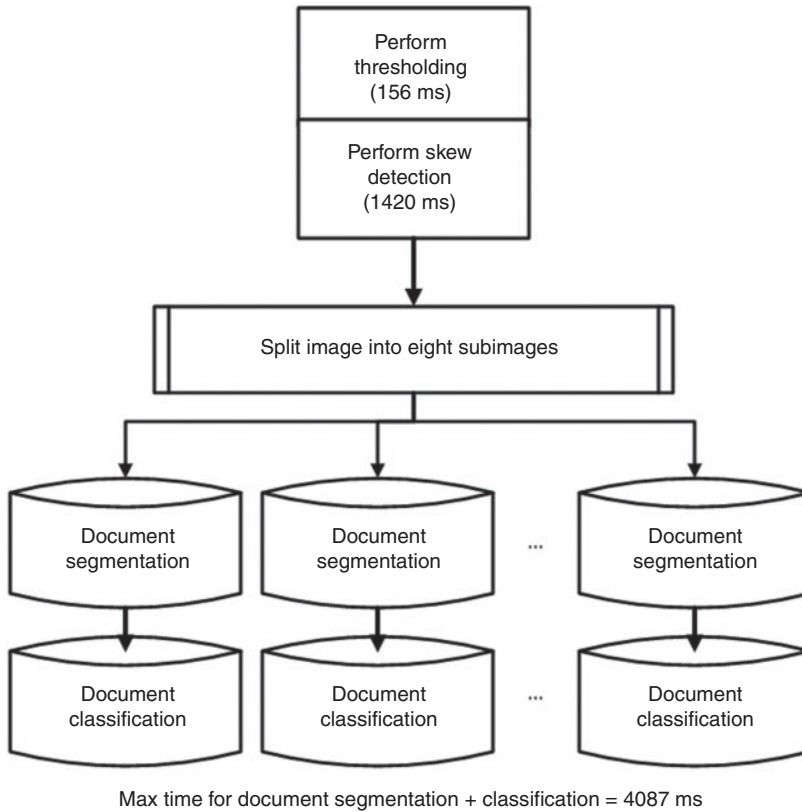 Perform
thresholding
(156 ms)
Perform skew
detection
(1420 ms)
Split image into eight subimages
Document
segmentation
Document
segmentation
...
Document
segmentation
Document
classification
Document
classification
...
Document
classification
Max time for document segmentation + classification = 4087 ms